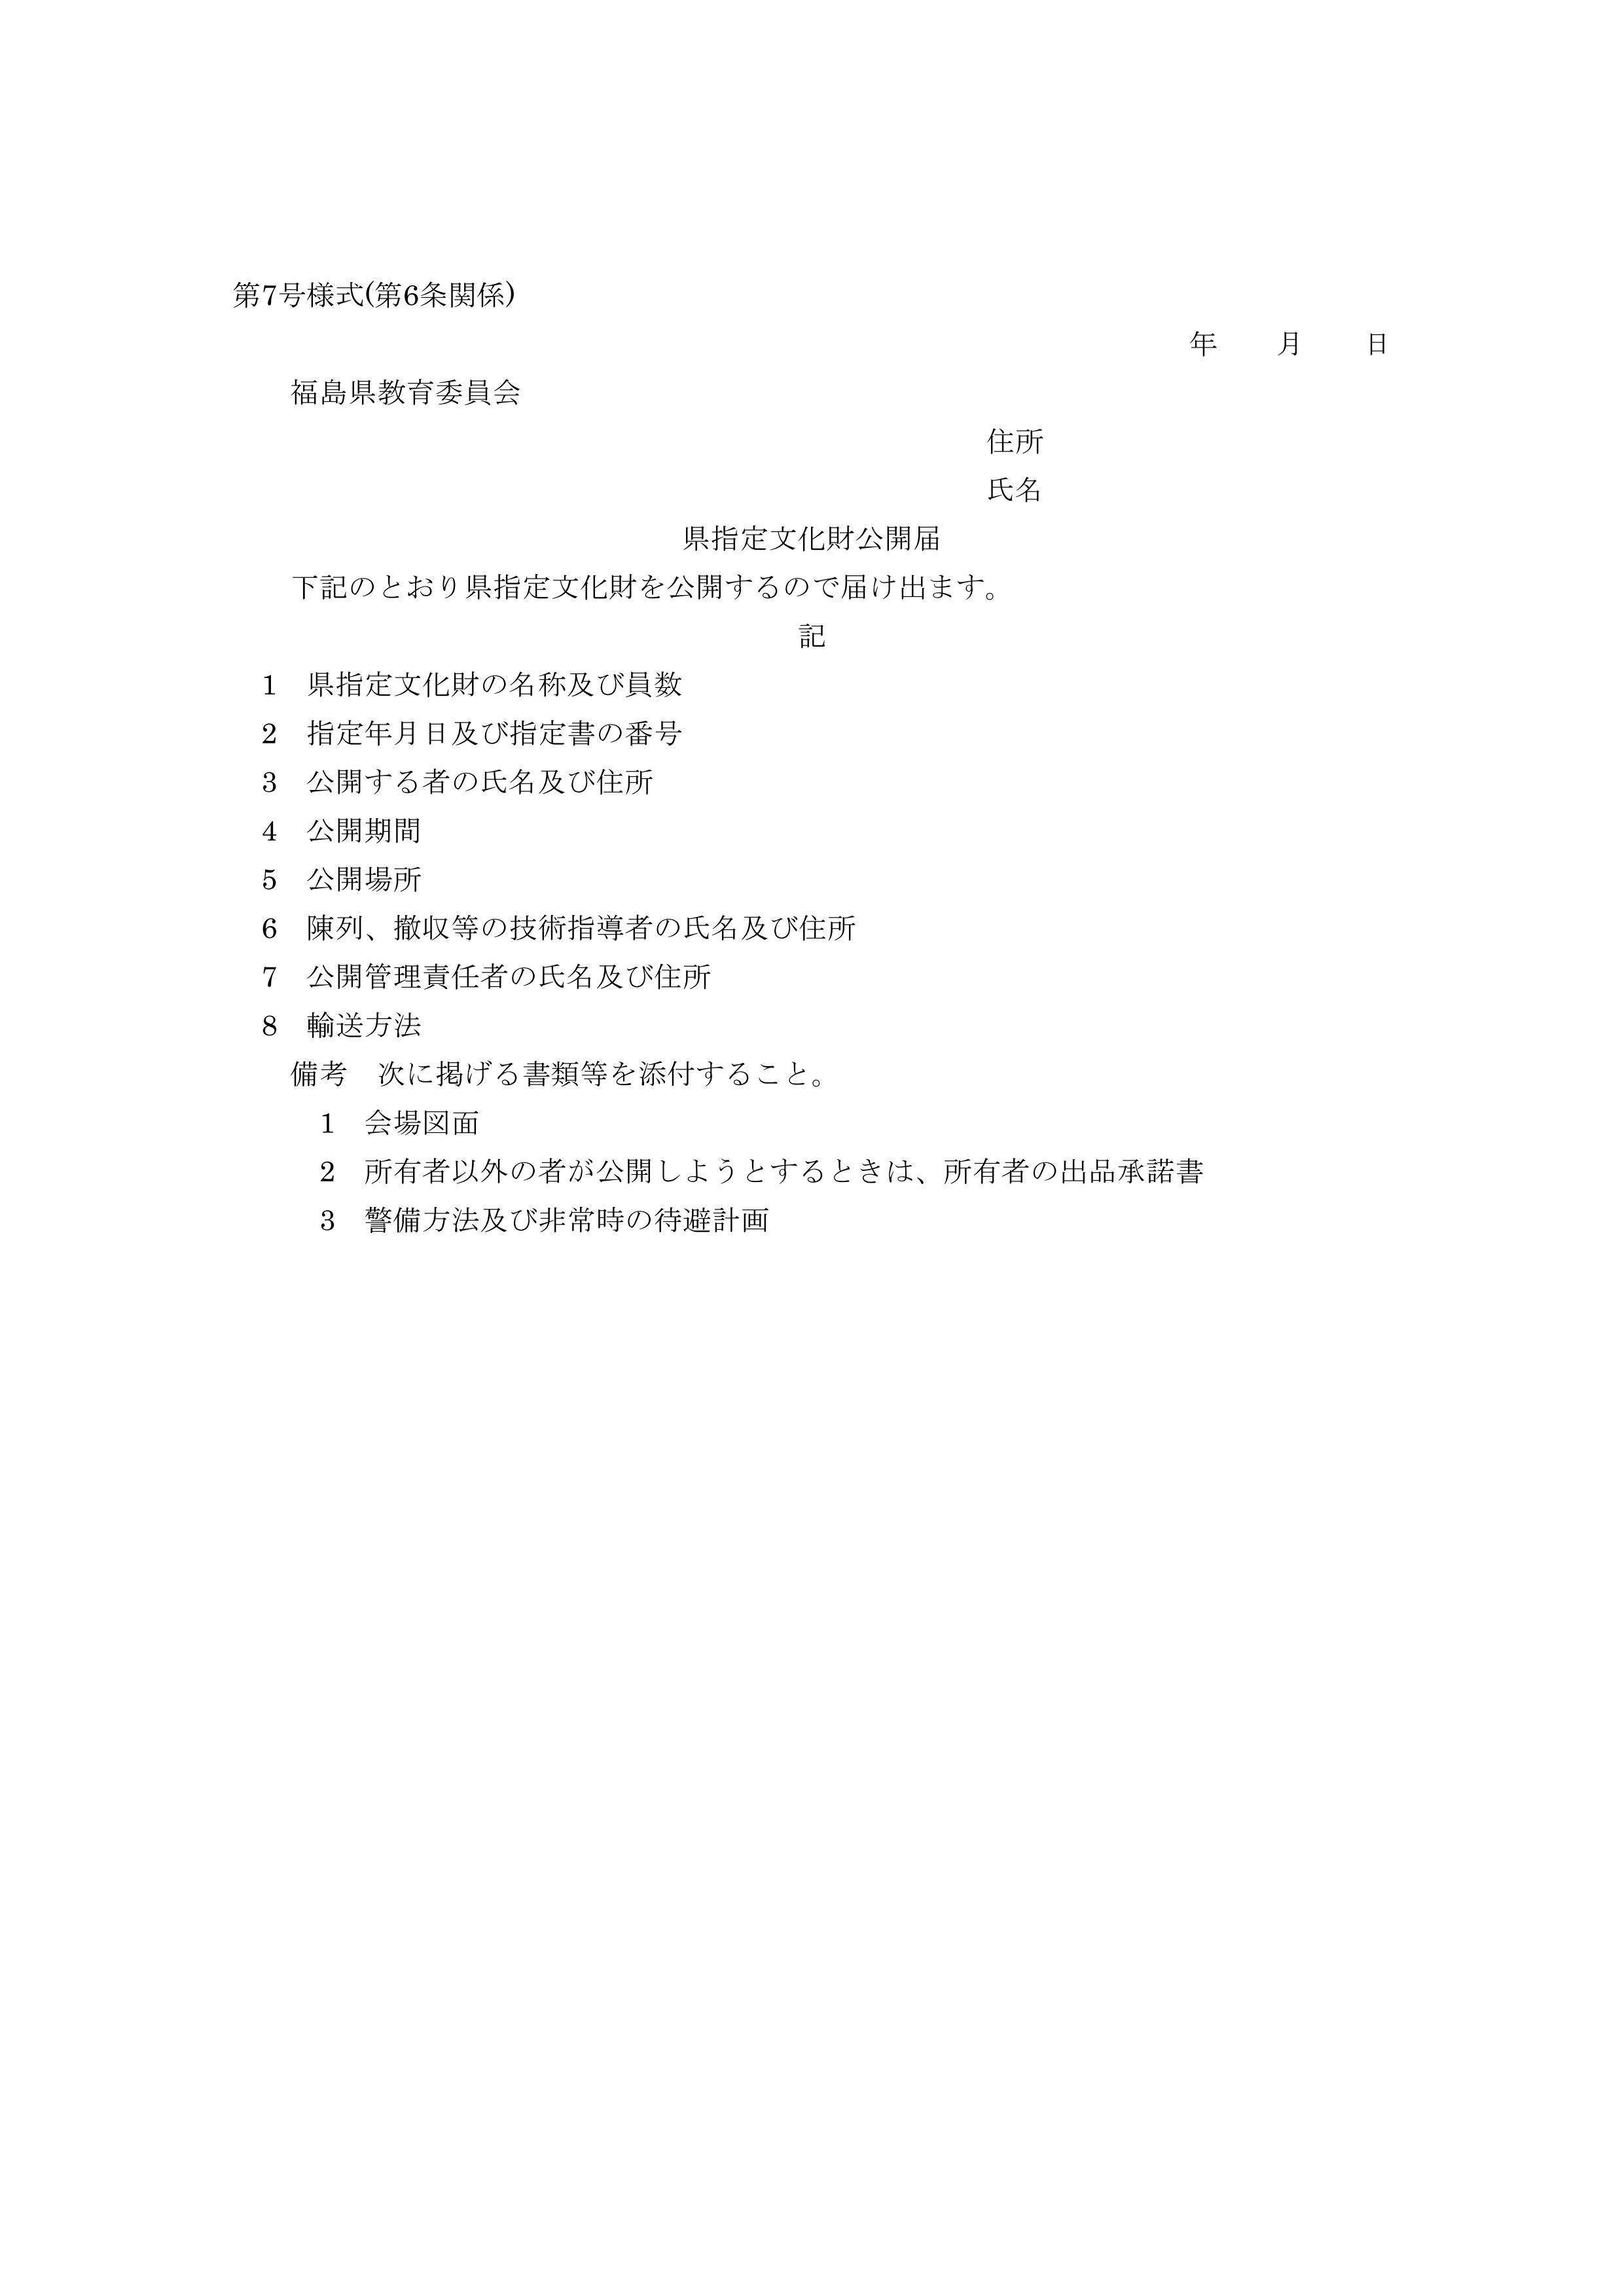 第7号様式(第6条関係)
年　　月　　日
福島県教育委員会
住所
氏名
県指定文化財公開届
下記のとおり県指定文化財を公開するので届け出ます。
記
1　県指定文化財の名称及び員数
2　指定年月日及び指定書の番号
3　公開する者の氏名及び住所
4　公開期間
5　公開場所
6　陳列、撤収等の技術指導者の氏名及び住所
7　公開管理責任者の氏名及び住所
8　輸送方法
備考　次に掲げる書類等を添付すること。
1　会場図面
2　所有者以外の者が公開しようとするときは、所有者の出品承諾書
3　警備方法及び非常時の待避計画